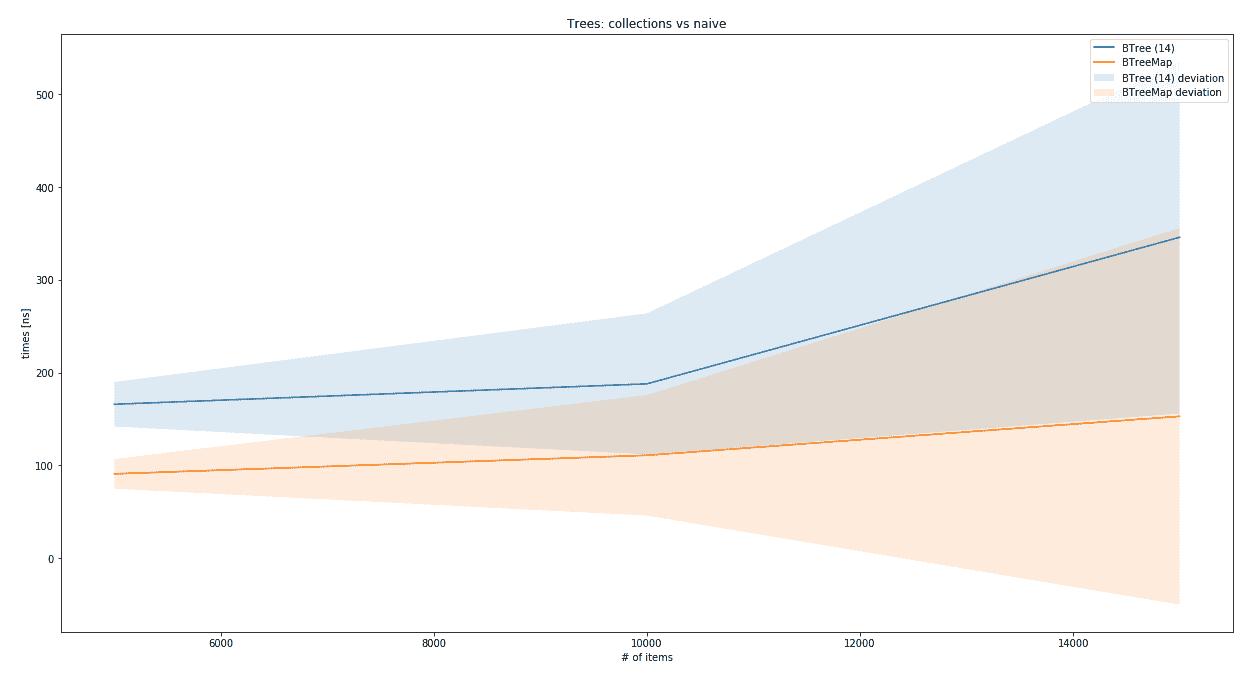 Trees: collections vs naive
BTree (14)
BTreeMap
BTree (14) deviation
BTreeMap deviation
times [ns]
500
400
300
200
100
0
6000
8000
10000
12000
14000
# of items